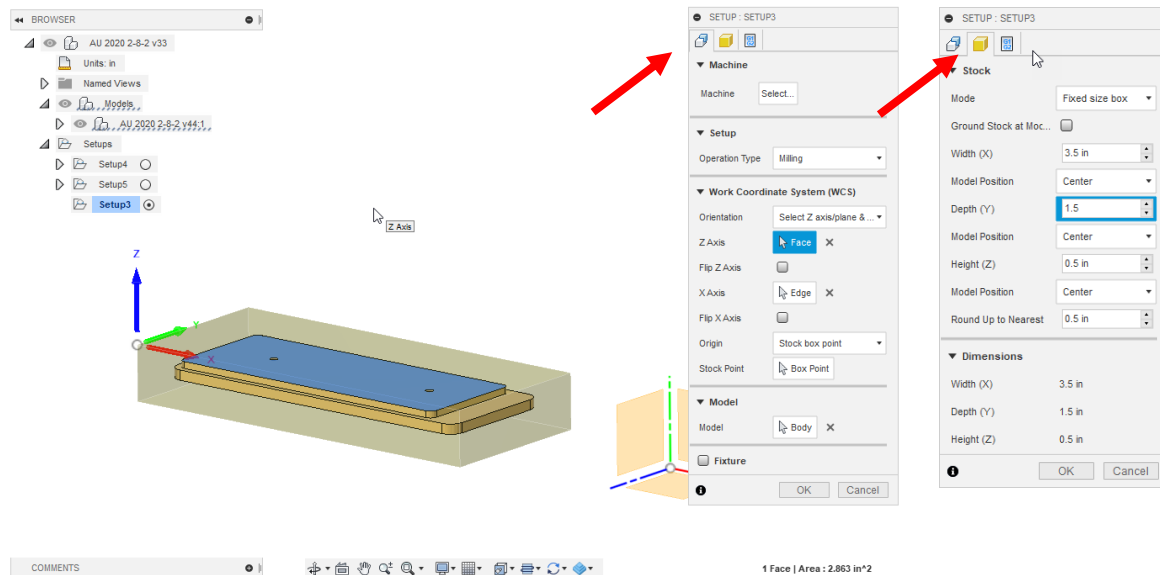 BROWSER
AU 2020 2-8-2 v33
Units: in
Named Views
Models
AU 2020 2-8-2 v44:1
Setups
Setup4
Setup5
Setup3
Z Axis
Z
Y
X
SETUP : SETUP3
Machine
Machine Select...
Setup
Operation Type Milling
Work Coordinate System (WCS)
Orientation Select Z axis/plane & ...
Z Axis Face
Flip Z Axis
X Axis Edge
Flip X Axis
Origin Stock box point
Stock Point Box Point
Model
Model Body
Fixture
OK Cancel
SETUP : SETUP3
Stock
Mode Fixed size box
Ground Stock at Moc...
Width (X) 3.5 in
Model Position Center
Depth (Y) 1.5
Model Position Center
Height (Z) 0.5 in
Model Position Center
Round Up to Nearest 0.5 in
Dimensions
Width (X) 3.5 in
Depth (Y) 1.5 in
Height (Z) 0.5 in
OK Cancel
COMMENTS
1 Face | Area : 2.863 in^2